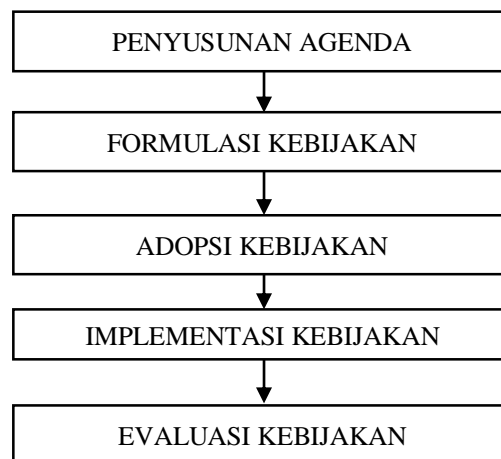 PENYUSUNAN AGENDA
FORMULASI KEBIJAKAN
ADOPSI KEBIJAKAN
IMPLEMENTASI KEBIJAKAN
EVALUASI KEBIJAKAN